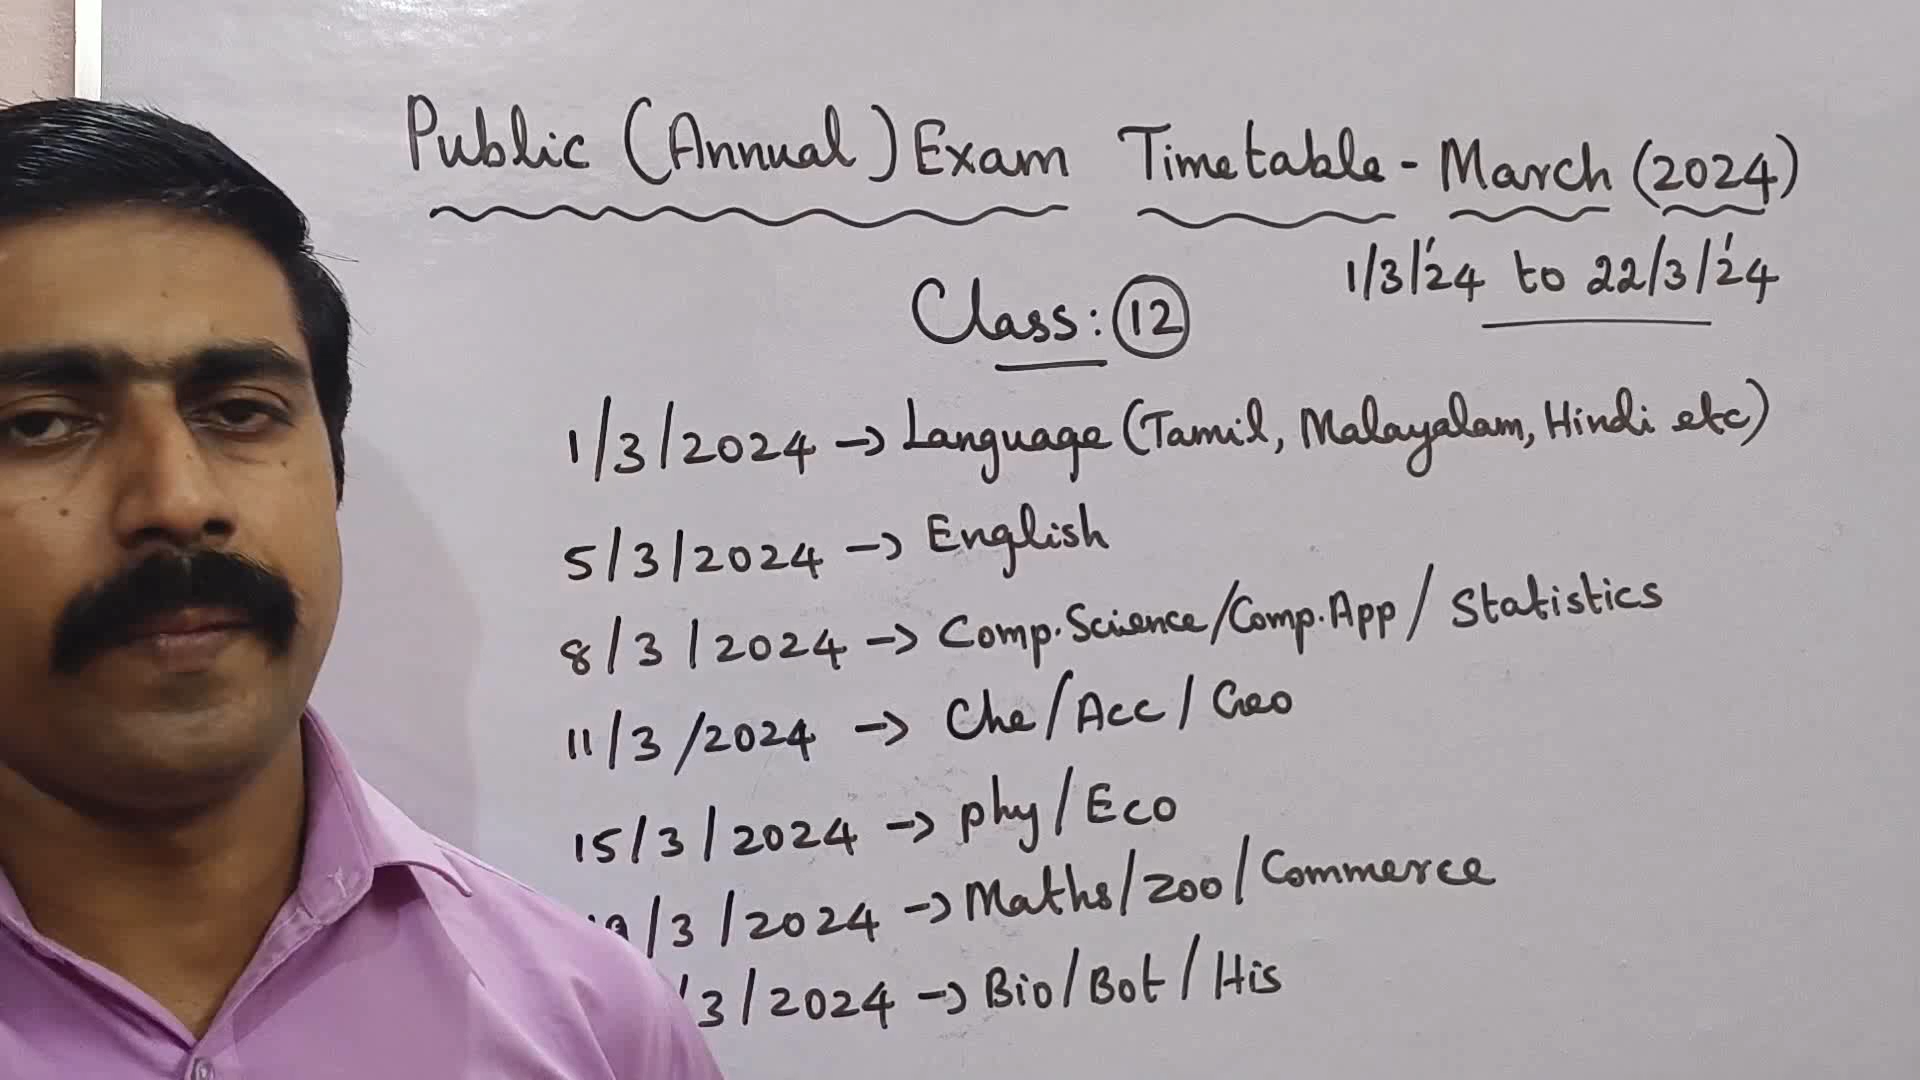 Public (Annual) Exam Timetable - March (2024)
1/3/'24 to 22/3/'24
Class: 12
1/3/2024 → Language (Tamil, Malayalam, Hindi etc)
5/3/2024 → English
8/3/2024 → Comp.Science/Comp.App/Statistics
11/3/2024 → Che/Acc/Geo
15/3/2024 → Phy/Eco
/3/2024 → Maths/Zoo/Commerce
/3/2024 → Bio/Bot/His